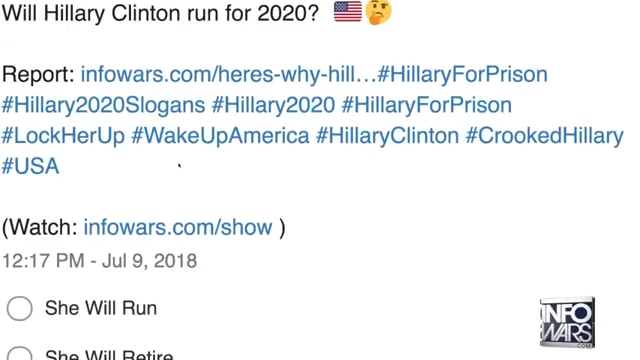 Will Hillary Clinton run for 2020? 🇺🇸🤔
Report: infowars.com/heres-why-hill…#HillaryForPrison
#Hillary2020Slogans #Hillary2020 #HillaryForPrison
#LockHerUp #WakeUpAmerica #HillaryClinton #CrookedHillary
#USA
(Watch: infowars.com/show )
12:17 PM - Jul 9, 2018
She Will Run
She Will Retire
INFO
WARS
.COM